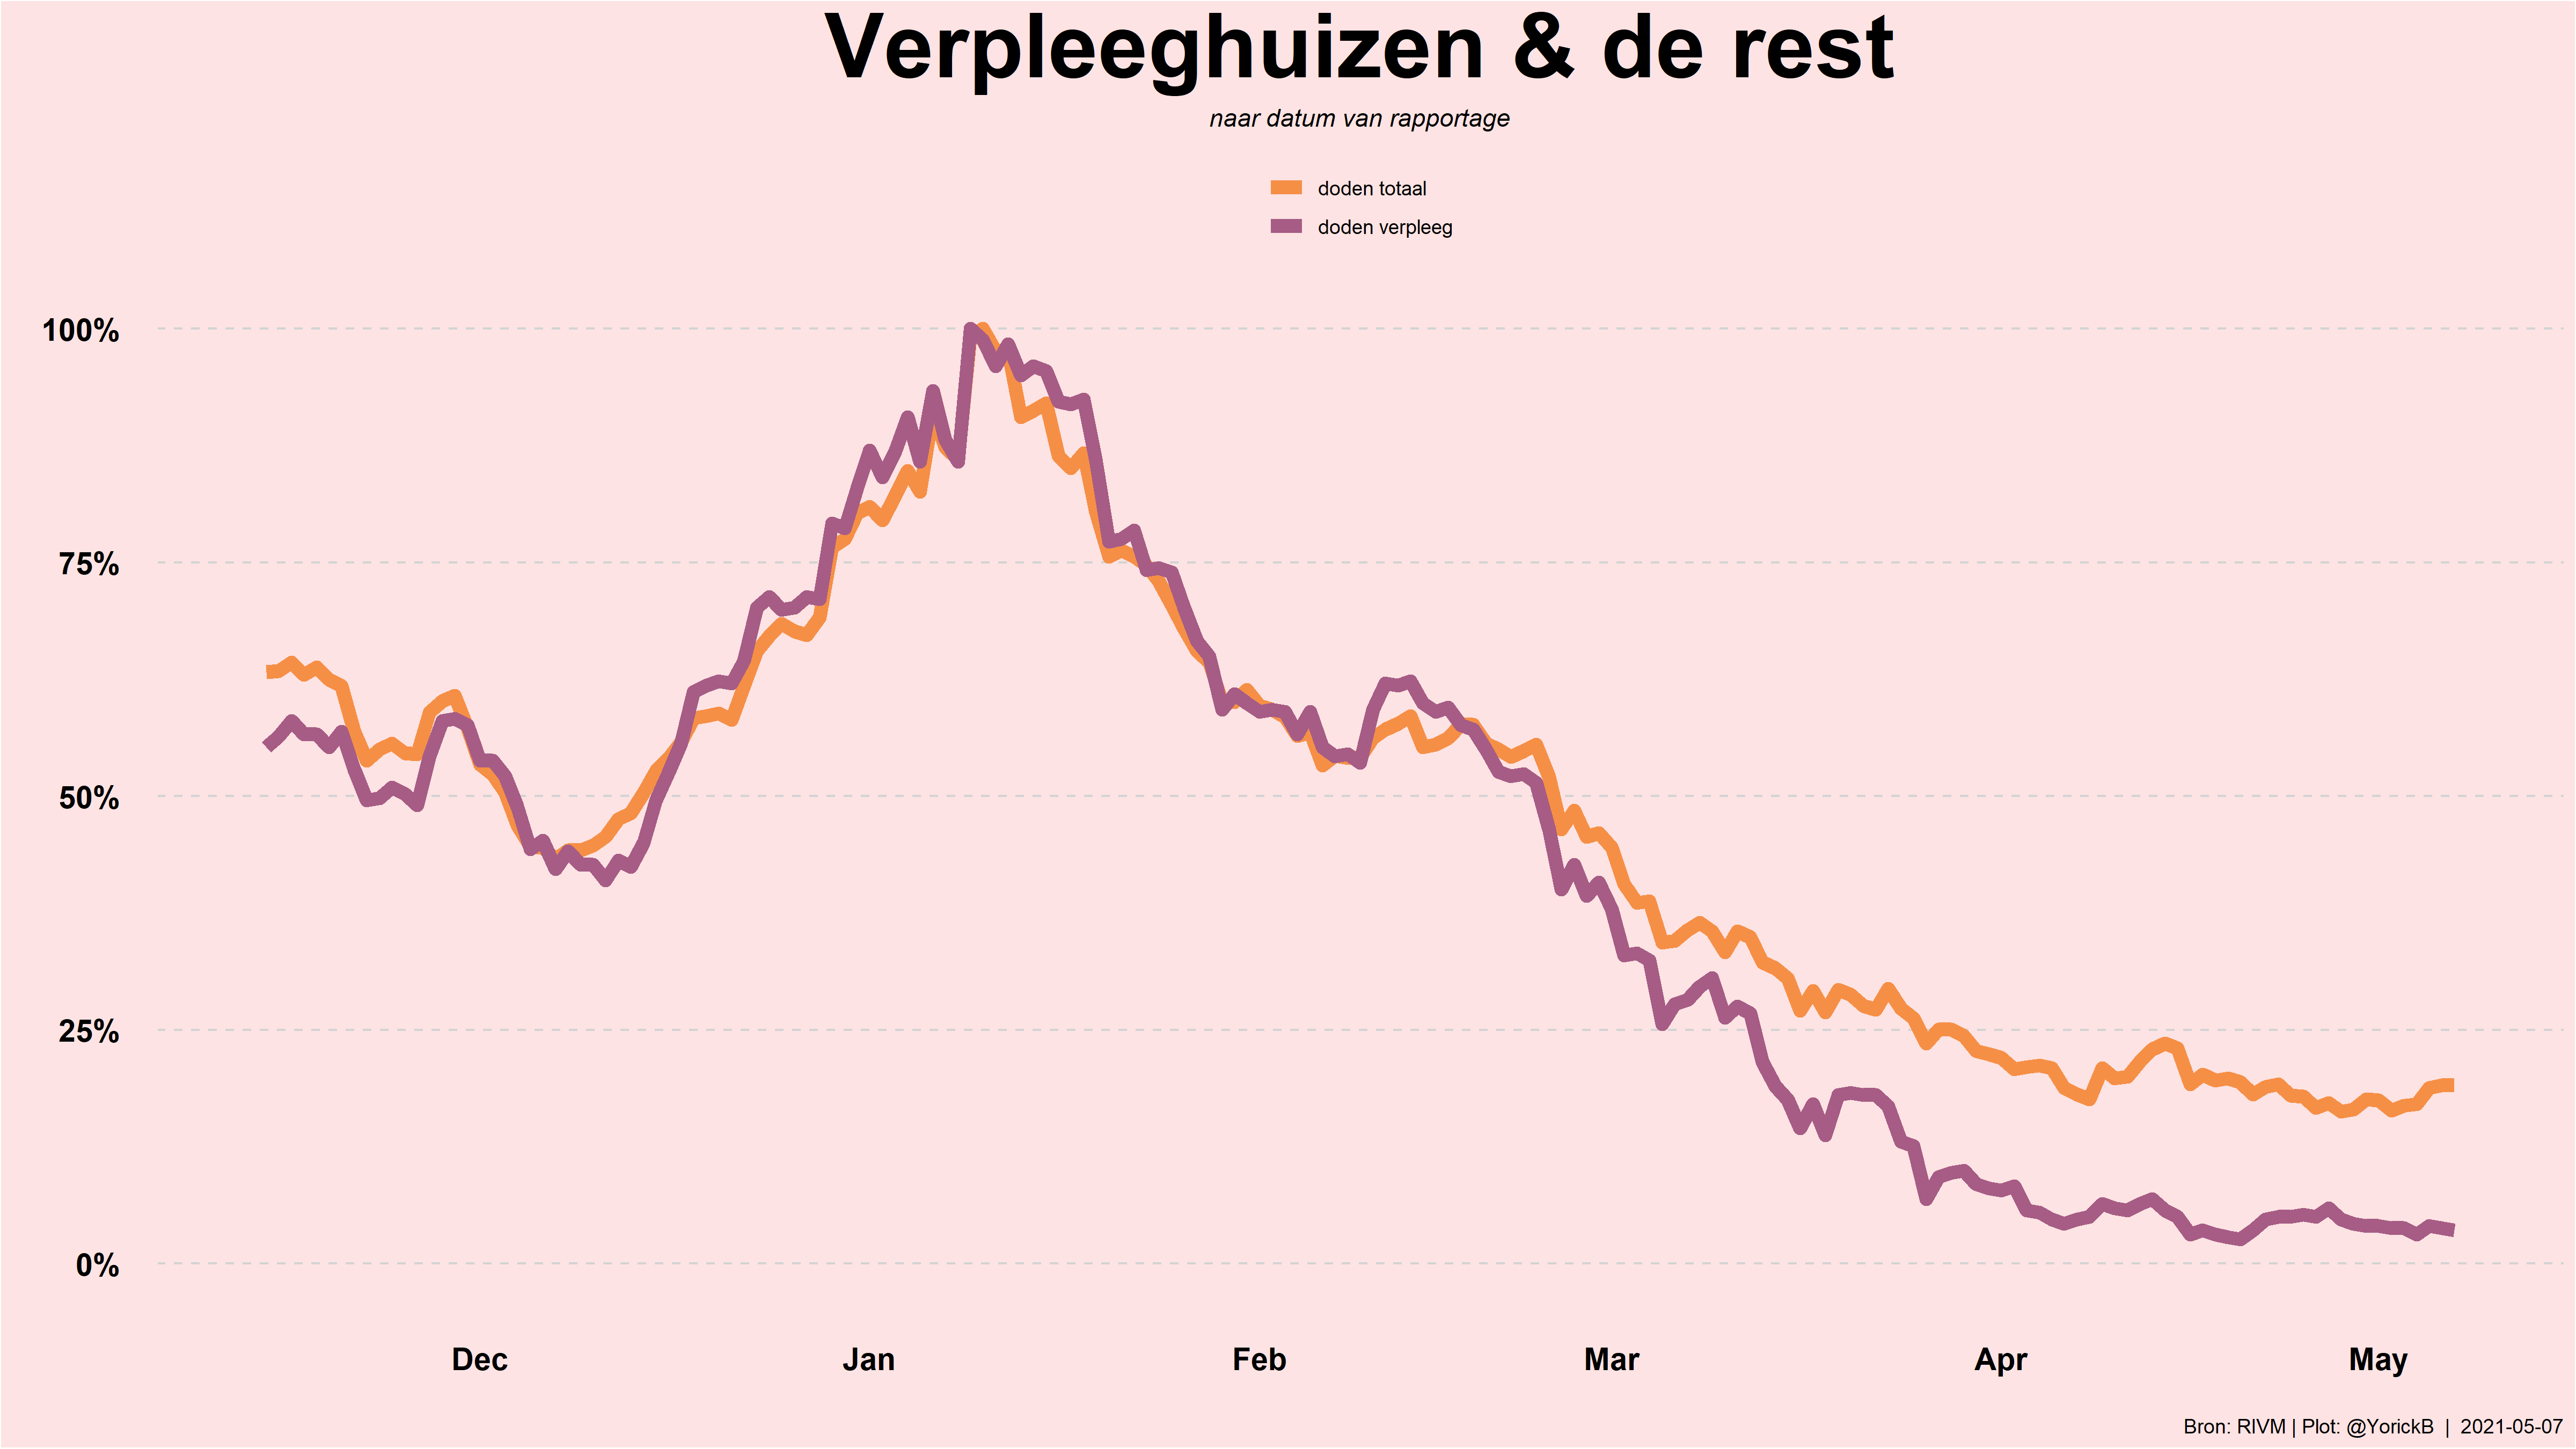 Verpleeghuizen & de rest
naar datum van rapportage
doden totaal
doden verpleeg
100%
75%
50%
25%
0%
Dec Jan Feb Mar Apr May
Bron: RIVM | Plot: @YorickB | 2021-05-07